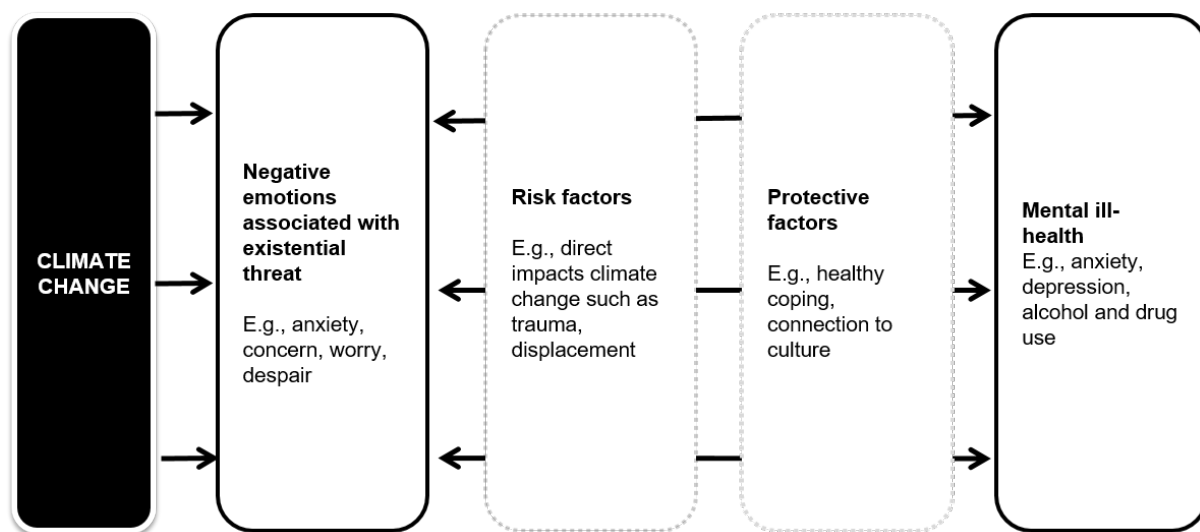 CLIMATE
CHANGE
Negative
emotions
associated with
existential
threat
E.g., anxiety,
concern, worry,
despair
Risk factors
E.g., direct
impacts climate
change such as
trauma,
displacement
Protective
factors
E.g., healthy
coping,
connection to
culture
Mental ill-
health
E.g., anxiety,
depression,
alcohol and drug
use